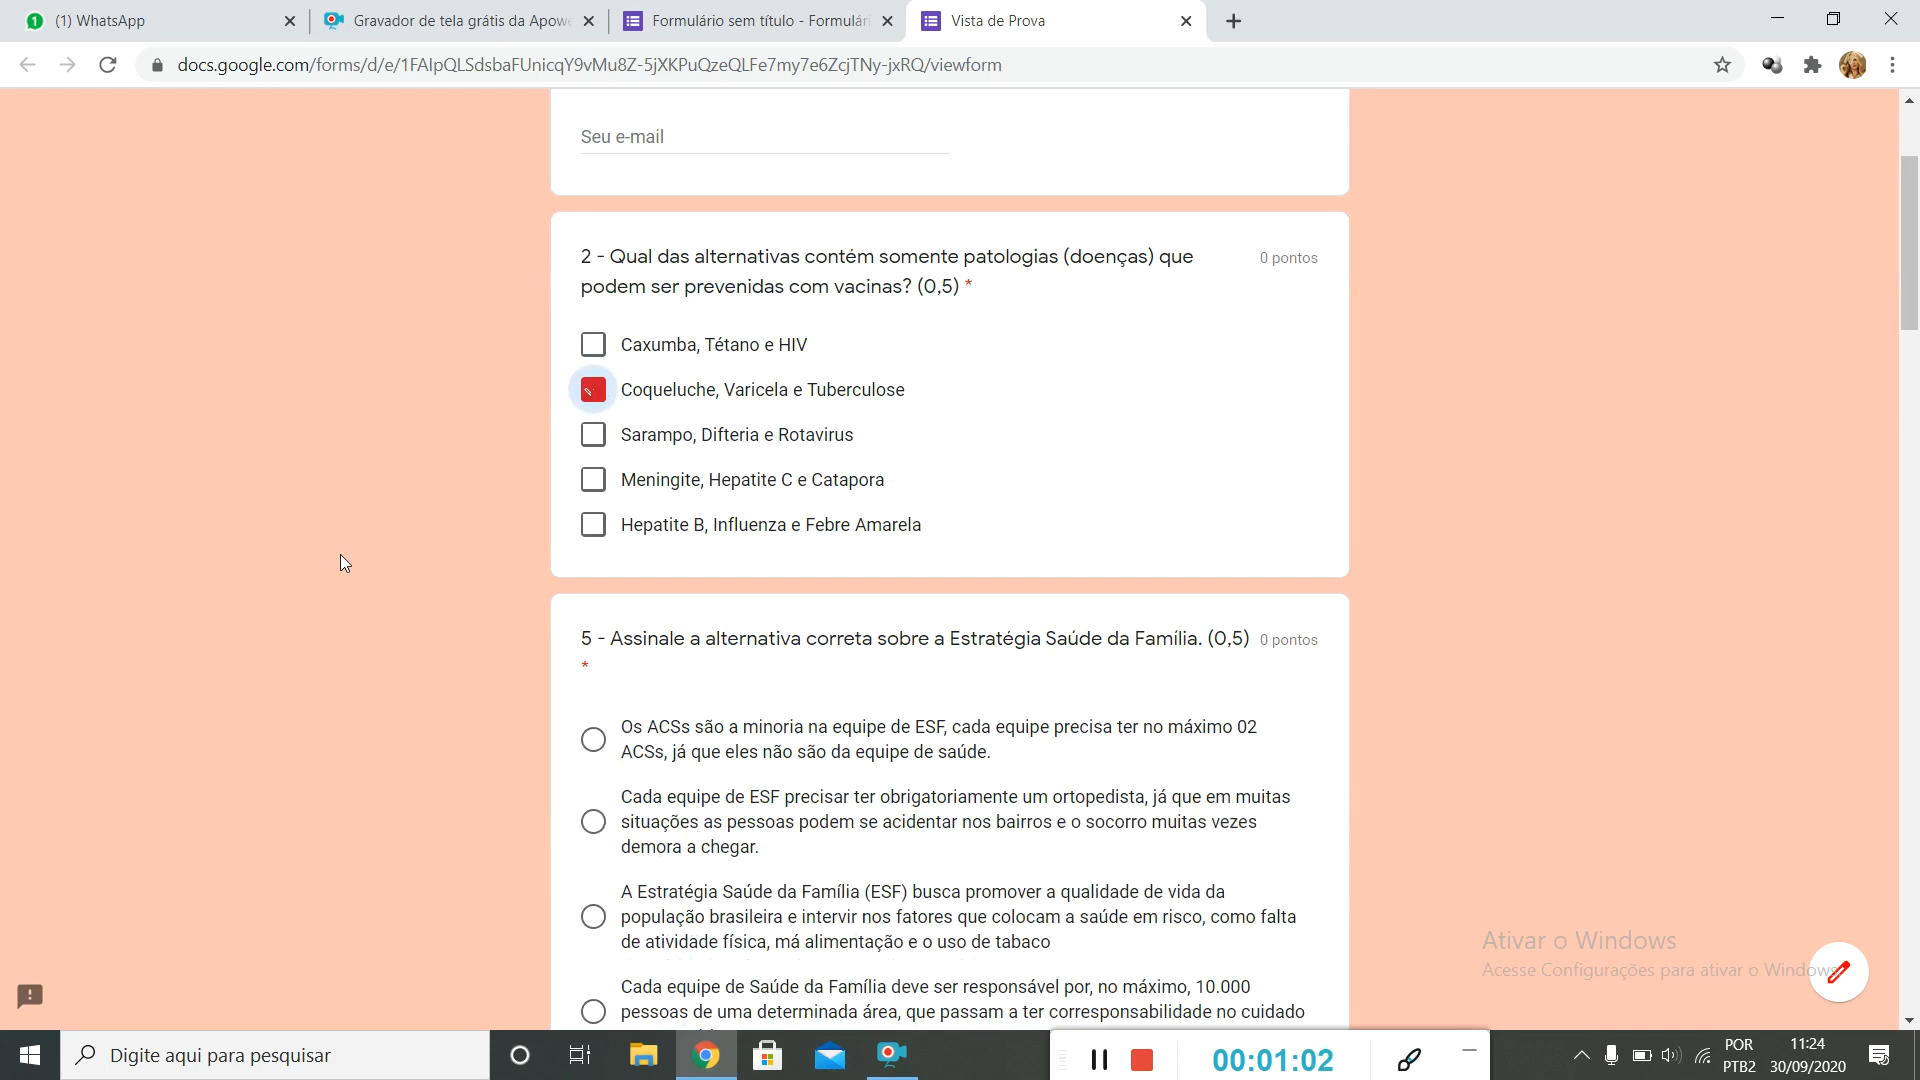 (1) WhatsApp
Gravador de tela grátis da Apow
Formulário sem título - Formulári
Vista de Prova
docs.google.com/forms/d/e/1FAIpQLSdsbaFUnicqY9vMu8Z-5jXKPuQzeQLFe7my7e6ZcjTNy-jxRQ/viewform
Seu e-mail
2 - Qual das alternativas contém somente patologias (doenças) que
podem ser prevenidas com vacinas? (0,5) *
0 pontos
Caxumba, Tétano e HIV
Coqueluche, Varicela e Tuberculose
Sarampo, Difteria e Rotavirus
Meningite, Hepatite C e Catapora
Hepatite B, Influenza e Febre Amarela
5 - Assinale a alternativa correta sobre a Estratégia Saúde da Família. (0,5)
*
0 pontos
Os ACSs são a minoria na equipe de ESF, cada equipe precisa ter no máximo 02
ACSs, já que eles não são da equipe de saúde.
Cada equipe de ESF precisar ter obrigatoriamente um ortopedista, já que em muitas
situações as pessoas podem se acidentar nos bairros e o socorro muitas vezes
demora a chegar.
A Estratégia Saúde da Família (ESF) busca promover a qualidade de vida da
população brasileira e intervir nos fatores que colocam a saúde em risco, como falta
de atividade física, má alimentação e o uso de tabaco
Cada equipe de Saúde da Família deve ser responsável por, no máximo, 10.000
pessoas de uma determinada área, que passam a ter corresponsabilidade no cuidado
Ativar o Windows
Acesse Configurações para ativar o Windows
Digite aqui para pesquisar
00:01:02
POR
PTB2
11:24
30/09/2020